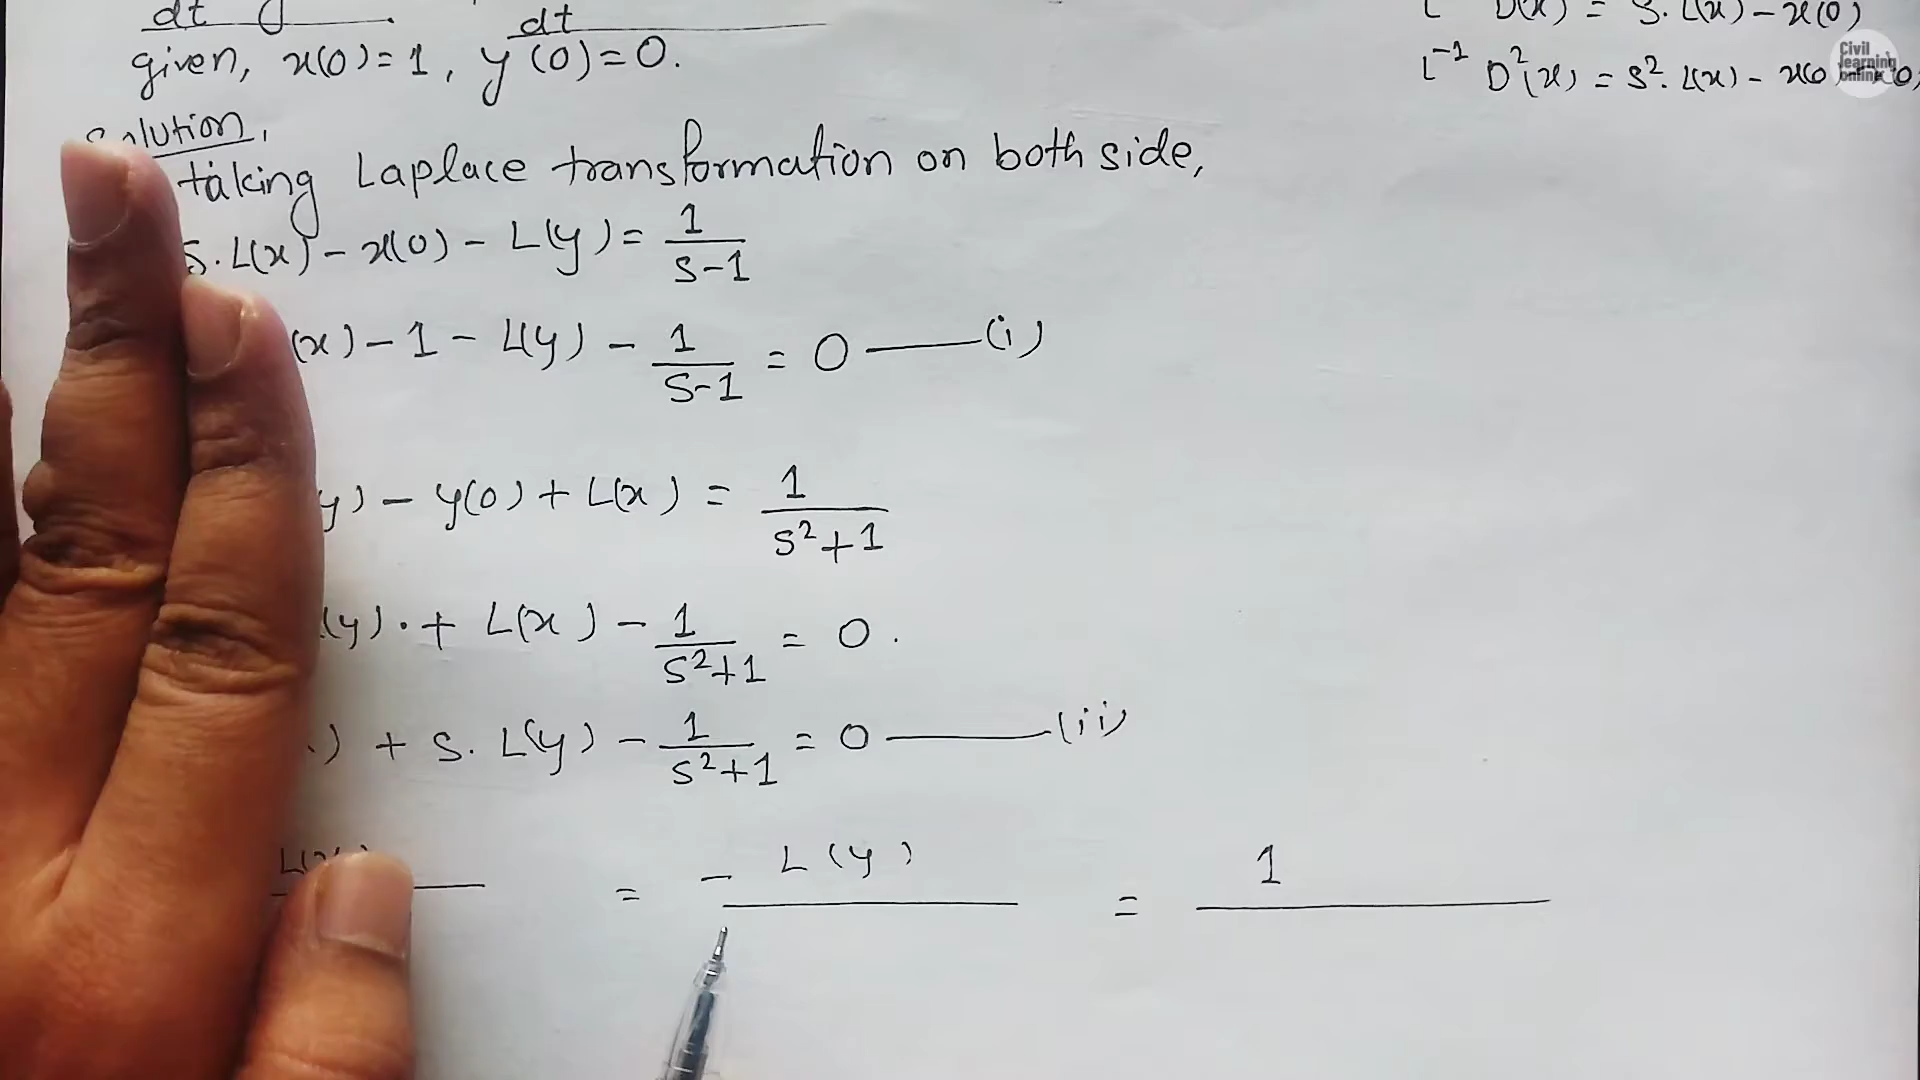 dt y dt
given, x(0)=1, y(0)=0.
L D(x) = S. L(x) – x(0)
L⁻¹ D²(x) = S². L(x) – x(0)
Civil learning online
Solution,
taking Laplace transformation on both side,
S. L(x) – x(0) – L(y) = 1/(S–1)
(x) – 1 – L(y) – 1/(S–1) = 0 —— (i)
y) – y(0) + L(x) = 1/(S²+1)
(y). + L(x) – 1/(S²+1) = 0.
) + S. L(y) – 1/(S²+1) = 0 —— (ii)
L(x) = – L(y) = 1